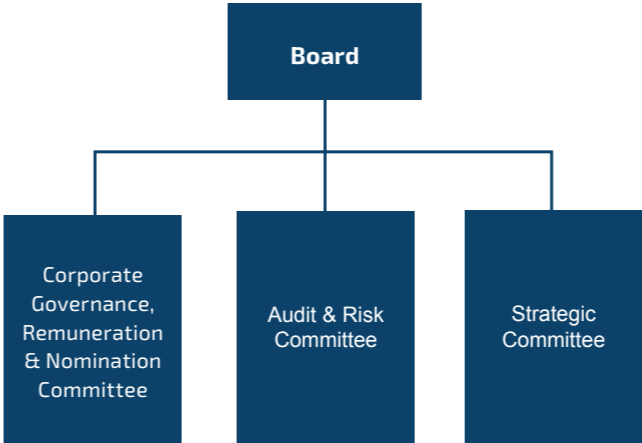 Board
Corporate
Governance,
Remuneration
& Nomination
Committee
Audit & Risk
Committee
Strategic
Committee